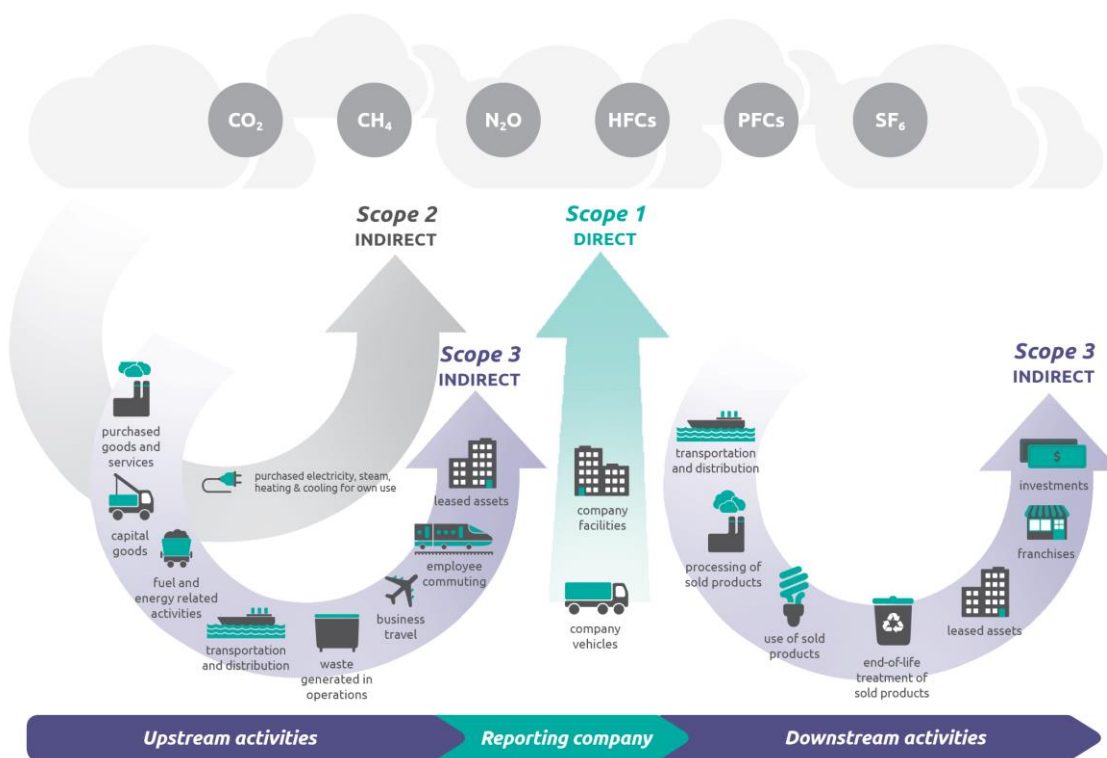 CO₂
CH₄
N₂O
HFCs
PFCs
SF₆
Scope 2
INDIRECT
Scope 1
DIRECT
Scope 3
INDIRECT
Scope 3
INDIRECT
purchased
goods and
services
capital
goods
fuel and
energy related
activities
transportation
and distribution
waste
generated in
operations
business
travel
employee
commuting
leased assets
purchased electricity, steam,
heating & cooling for own use
company
facilities
company
vehicles
transportation
and distribution
processing of
sold products
use of sold
products
end-of-life
treatment of
sold products
leased assets
franchises
$
investments
Upstream activities
Reporting company
Downstream activities